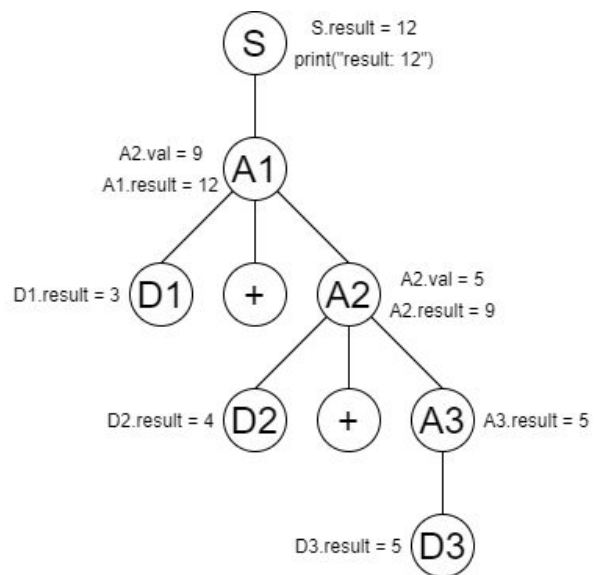 S
S.result = 12
print("result: 12")
A2.val = 9
A1.result = 12
A1
D1.result = 3
D1
+
A2
A2.val = 5
A2.result = 9
D2.result = 4
D2
+
A3
A3.result = 5
D3.result = 5
D3